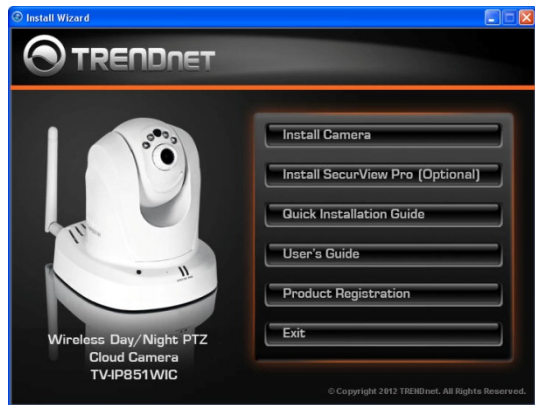 Install Wizard
TRENDnet
Install Camera
Install SecurView Pro (Optional)
Quick Installation Guide
User's Guide
Product Registration
Exit
Wireless Day/Night PTZ
Cloud Camera
TV-IP851WIC
© Copyright 2012 TRENDnet. All Rights Reserved.